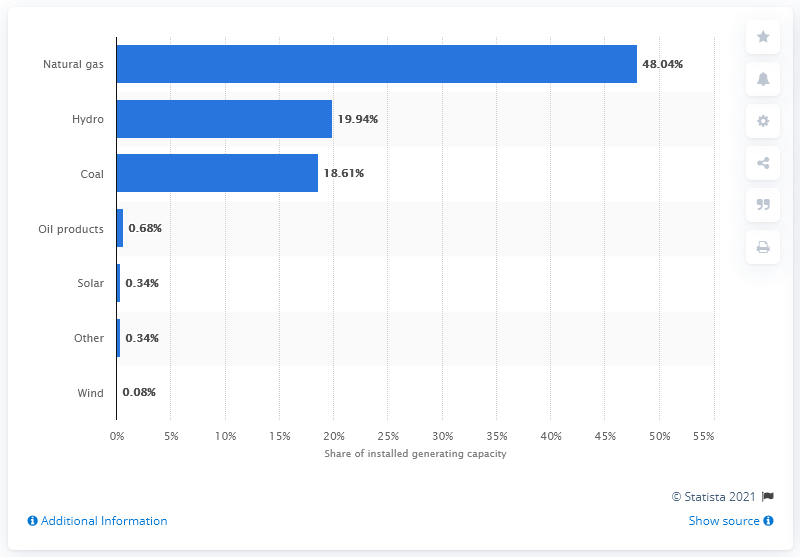 Natural gas 48.04%
Hydro 19.94%
Coal 18.61%
Oil products 0.68%
Solar 0.34%
Other 0.34%
Wind 0.08%
0% 5% 10% 15% 20% 25% 30% 35% 40% 45% 50% 55%
Share of installed generating capacity
© Statista 2021
Additional Information Show source